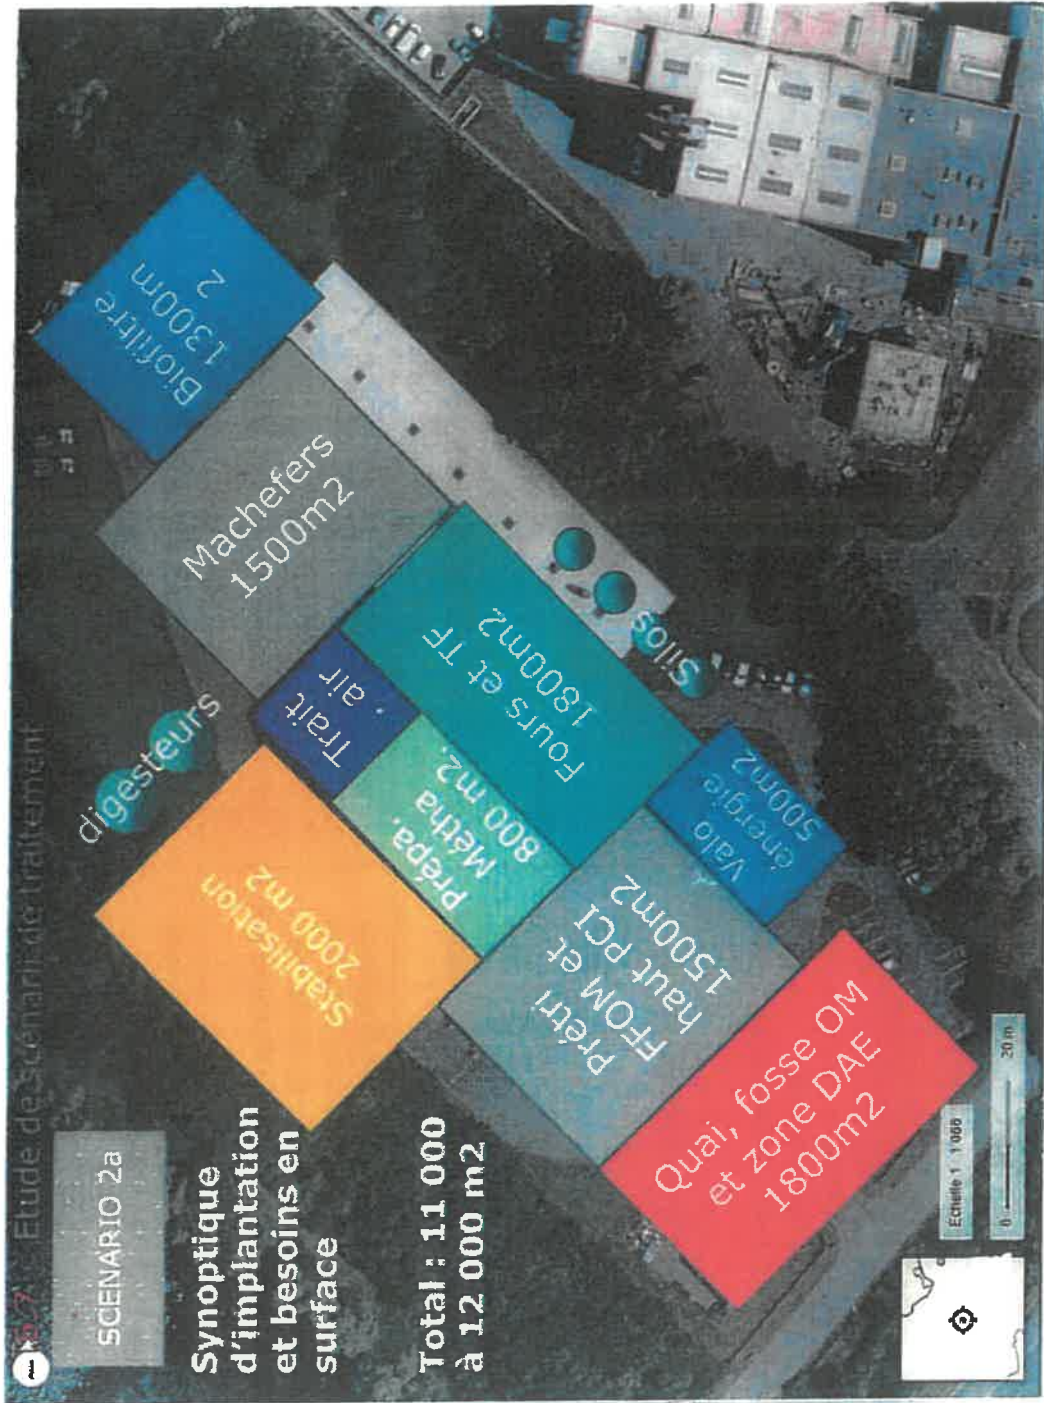 Etude de scénarii de traitement
SCENARIO 2a
Synoptique
d'implantation
et besoins en
surface
Total : 11 000
à 12 000 m2
digesteurs
Stabilisation
2000 m2
Trait.
air
Prépa.
Métha
800 m2.
Machefers
1500m2
Biofiltre
1300m
2
Fours et TF
1800m2
Silos
Prétri
FFOM et
haut PCI
1500m2
Valo
énergie
500m2
Quai, fosse OM
et zone DAE
1800m2
Echelle 1 : 1 066
0
20 m